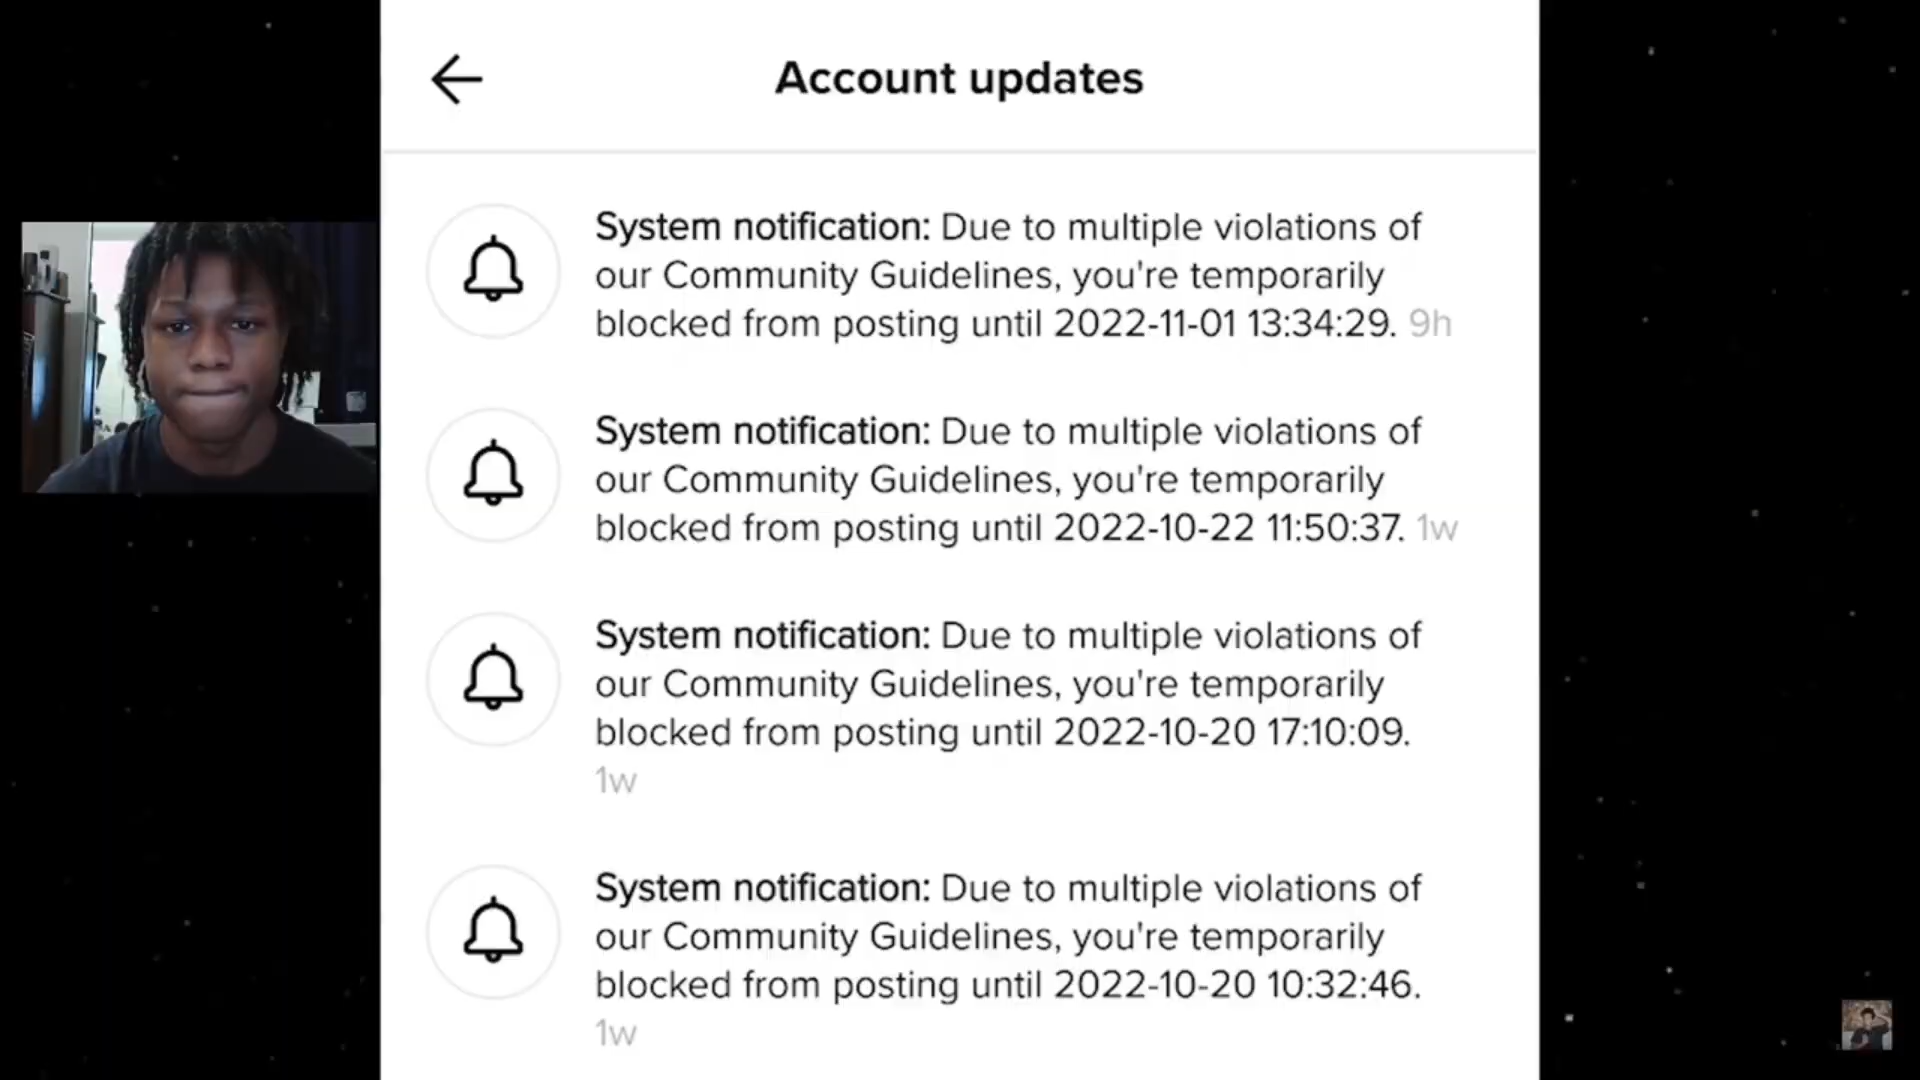 Account updates
System notification: Due to multiple violations of
our Community Guidelines, you're temporarily
blocked from posting until 2022-11-01 13:34:29. 9h
System notification: Due to multiple violations of
our Community Guidelines, you're temporarily
blocked from posting until 2022-10-22 11:50:37. 1w
System notification: Due to multiple violations of
our Community Guidelines, you're temporarily
blocked from posting until 2022-10-20 17:10:09.
1w
System notification: Due to multiple violations of
our Community Guidelines, you're temporarily
blocked from posting until 2022-10-20 10:32:46.
1w